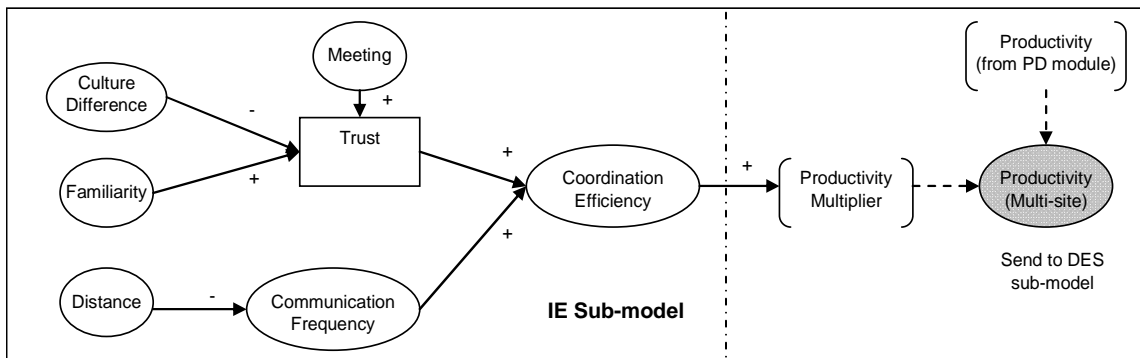 Meeting
Culture
Difference
-
+
Trust
Familiarity
+
+
Coordination
Efficiency
+
Distance
-
Communication
Frequency
IE Sub-model
+
Productivity
Multiplier
Productivity
(from PD module)
Productivity
(Multi-site)
Send to DES
sub-model